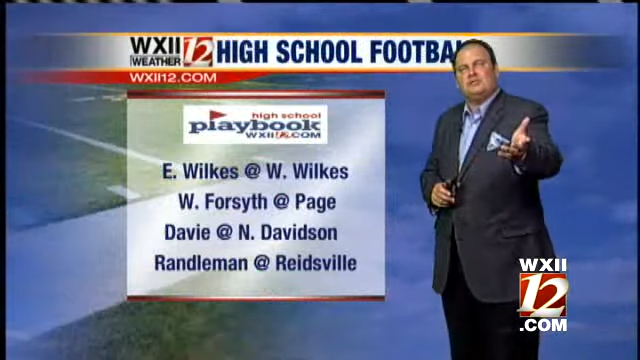 WXII 12 HIGH SCHOOL FOOTBALL
WEATHER
WXII12.COM
high school
playbook
WXII12.COM
E. Wilkes @ W. Wilkes
W. Forsyth @ Page
Davie @ N. Davidson
Randleman @ Reidsville
WXII
12
.COM